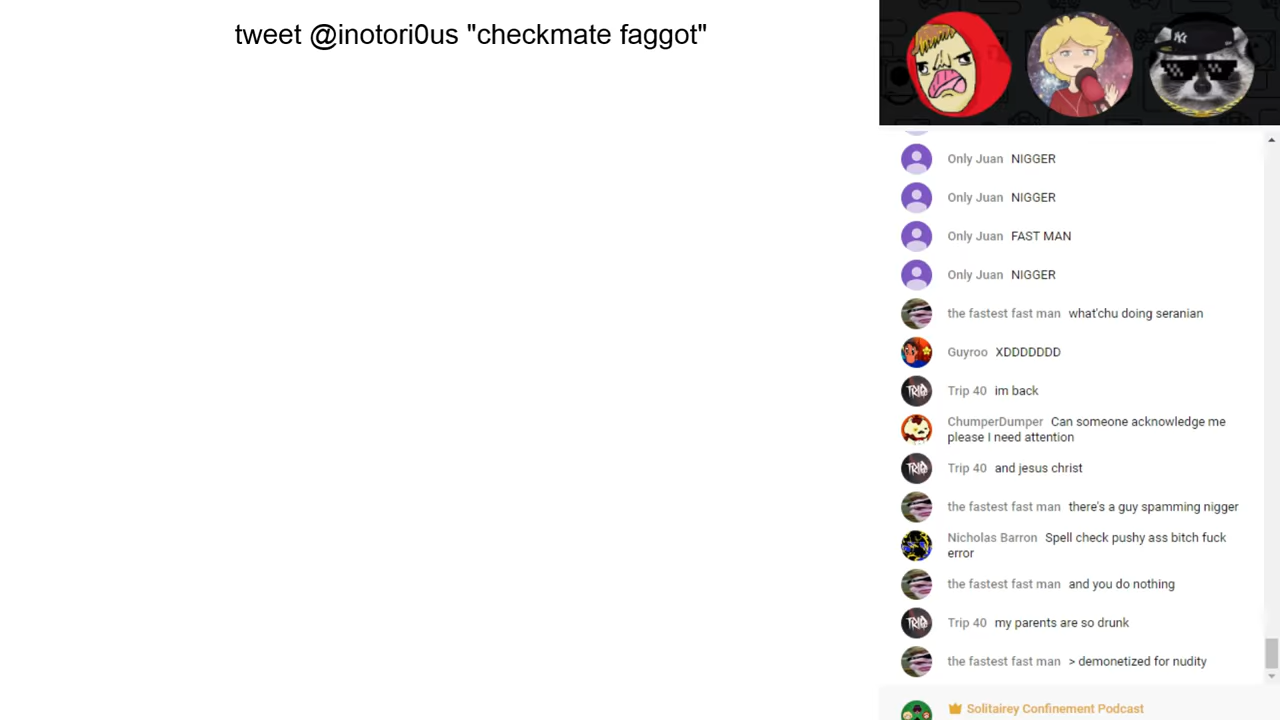 tweet @inotori0us "checkmate faggot"
Only Juan NIGGER
Only Juan NIGGER
Only Juan FAST MAN
Only Juan NIGGER
the fastest fast man what'chu doing seranian
Guyroo XDDDDDDD
Trip 40 im back
ChumperDumper Can someone acknowledge me
please I need attention
Trip 40 and jesus christ
the fastest fast man there's a guy spamming nigger
Nicholas Barron Spell check pushy ass bitch fuck
error
the fastest fast man and you do nothing
Trip 40 my parents are so drunk
the fastest fast man > demonetized for nudity
Solitairey Confinement Podcast